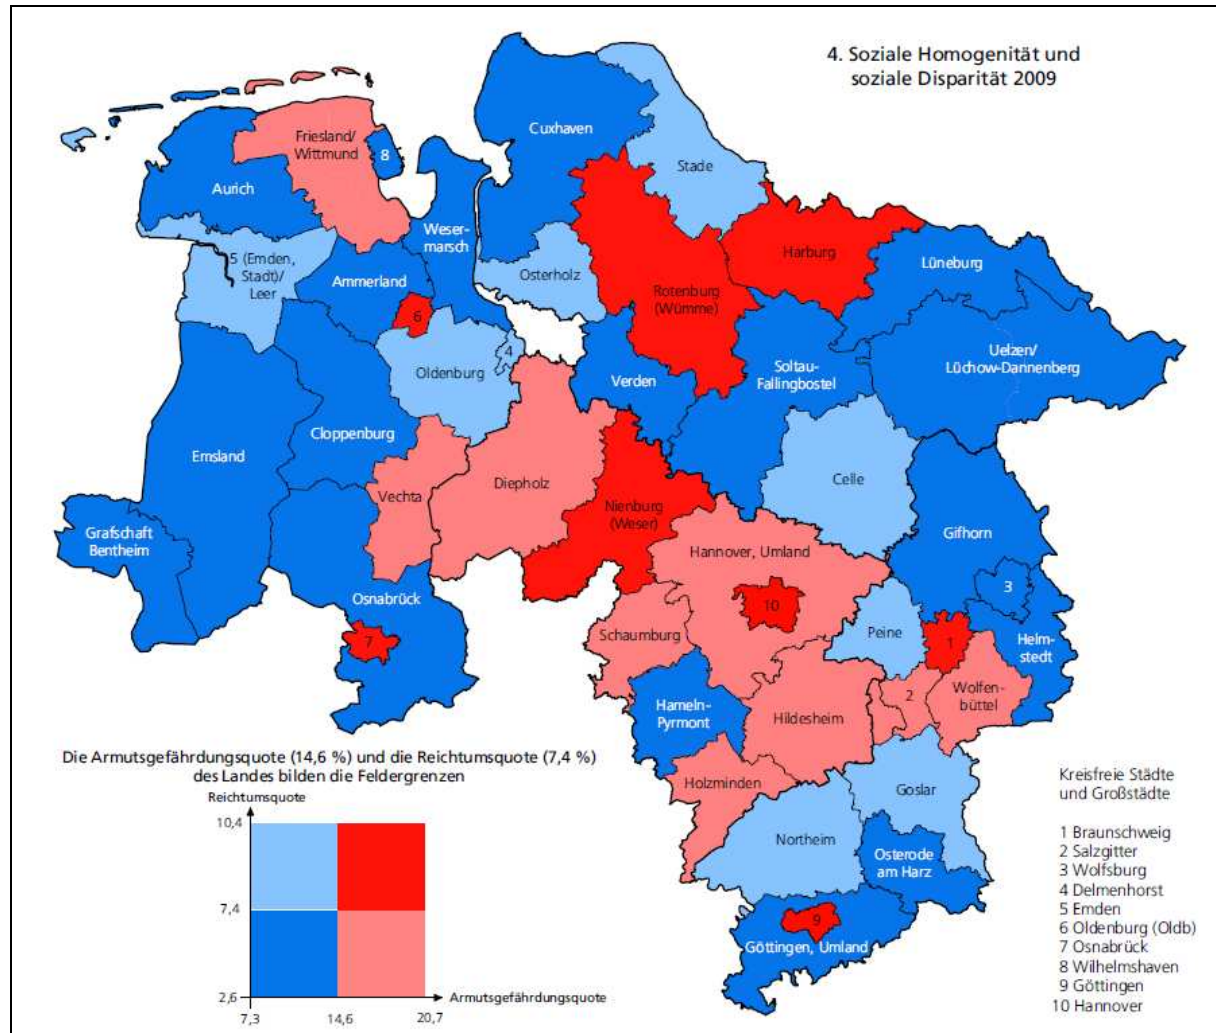 4. Soziale Homogenität und
soziale Disparität 2009
Cuxhaven
Stade
Friesland/
Wittmund
8
Aurich
Weser-
marsch
Harburg
Lüneburg
5 (Emden,
Stadt)/
Leer
Ammerland
Osterholz
Rotenburg
(Wümme)
6
4
Oldenburg
Verden
Soltau-
Fallingbostel
Uelzen/
Lüchow-Dannenberg
Cloppenburg
Emsland
Vechta
Diepholz
Celle
Nienburg
(Weser)
Grafschaft
Bentheim
Gifhorn
Hannover, Umland
3
Osnabrück
10
7
Schaumburg
Peine
1
Helm-
stedt
2
Wolfen-
büttel
Hameln-
Pyrmont
Hildesheim
Holzminden
Goslar
Northeim
Osterode
am Harz
9
Göttingen, Umland
Die Armutsgefährdungsquote (14,6 %) und die Reichtumsquote (7,4 %)
des Landes bilden die Feldergrenzen
Reichtumsquote
10,4
7,4
2,6
Armutsgefährdungsquote
7,3 14,6 20,7
Kreisfreie Städte
und Großstädte
1 Braunschweig
2 Salzgitter
3 Wolfsburg
4 Delmenhorst
5 Emden
6 Oldenburg (Oldb)
7 Osnabrück
8 Wilhelmshaven
9 Göttingen
10 Hannover